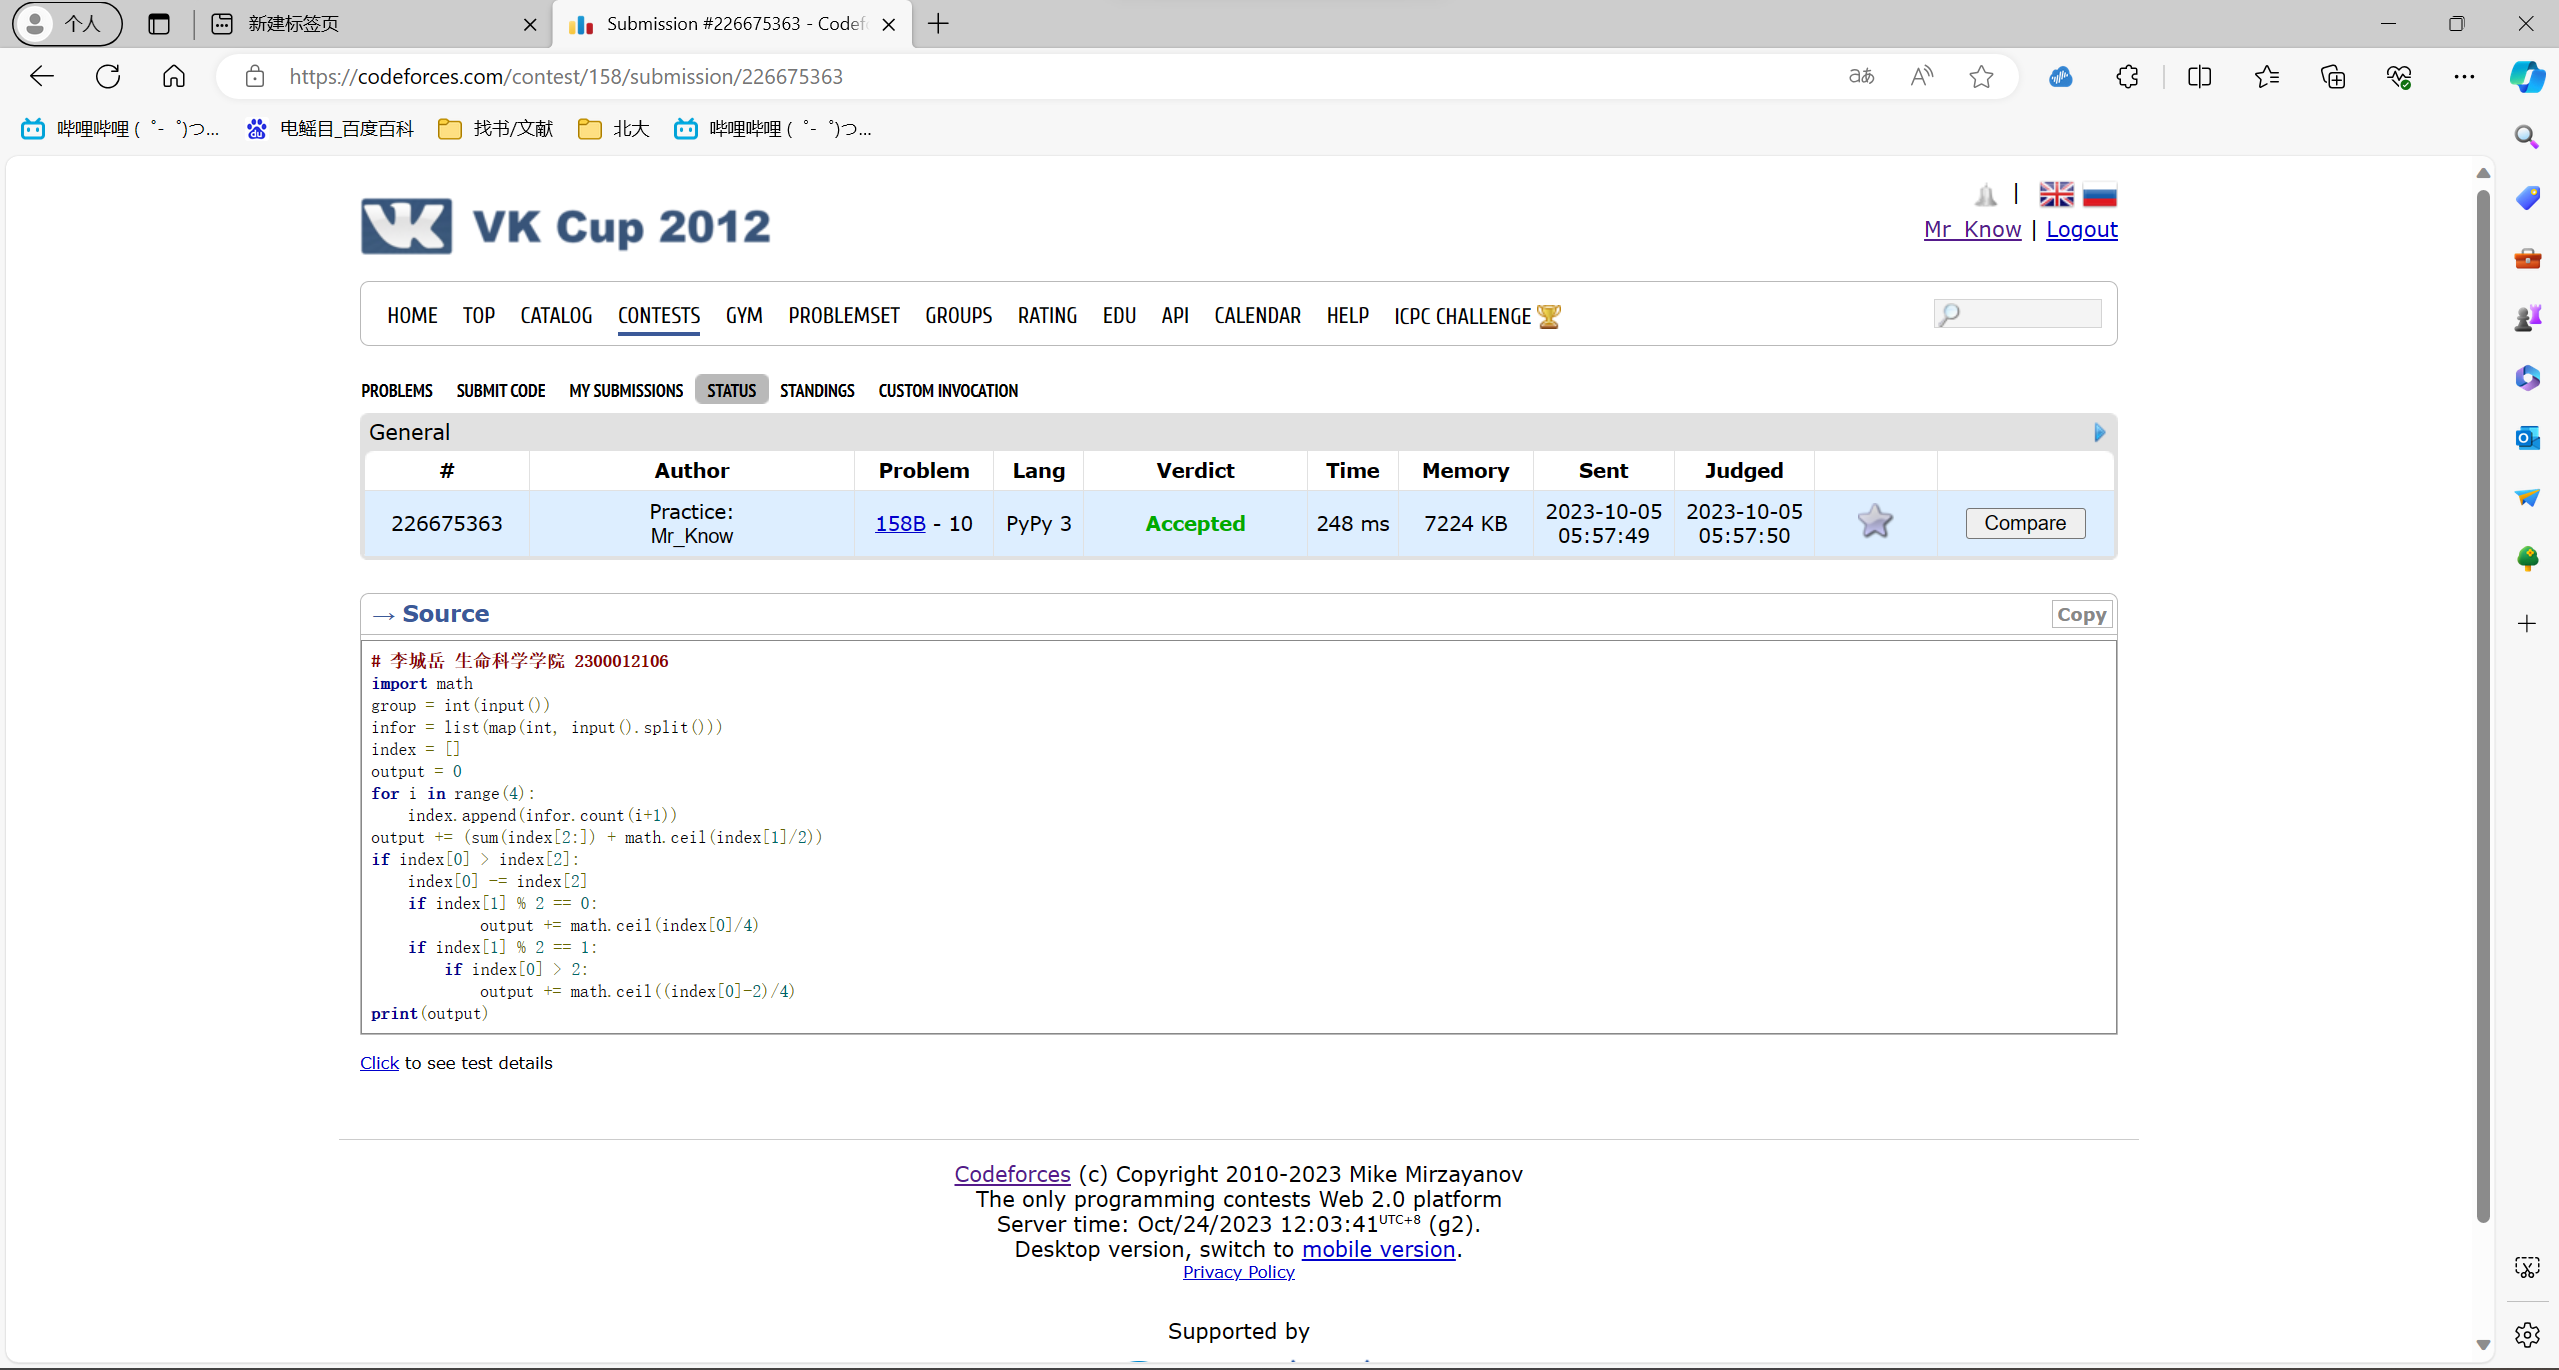 个人
新建标签页
Submission #226675363 - Codef
https://codeforces.com/contest/158/submission/226675363
哔哩哔哩 (゜-゜)つ...
电鳐目_百度百科
找书/文献
北大
哔哩哔哩 (゜-゜)つ...
VK Cup 2012
Mr_Know | Logout
HOME TOP CATALOG CONTESTS GYM PROBLEMSET GROUPS RATING EDU API CALENDAR HELP ICPC CHALLENGE
PROBLEMS SUBMIT CODE MY SUBMISSIONS STATUS STANDINGS CUSTOM INVOCATION
General
# Author Problem Lang Verdict Time Memory Sent Judged
226675363 Practice: Mr_Know 158B - 10 PyPy 3 Accepted 248 ms 7224 KB 2023-10-05 05:57:49 2023-10-05 05:57:50 Compare
→ Source
Copy
# 李城岳 生命科学学院 2300012106
import math
group = int(input())
infor = list(map(int, input().split()))
index = []
output = 0
for i in range(4):
    index.append(infor.count(i+1))
output += (sum(index[2:]) + math.ceil(index[1]/2))
if index[0] > index[2]:
    index[0] -= index[2]
    if index[1] % 2 == 0:
            output += math.ceil(index[0]/4)
    if index[1] % 2 == 1:
        if index[0] > 2:
            output += math.ceil((index[0]-2)/4)
print(output)
Click to see test details
Codeforces (c) Copyright 2010-2023 Mike Mirzayanov
The only programming contests Web 2.0 platform
Server time: Oct/24/2023 12:03:41UTC+8 (g2).
Desktop version, switch to mobile version.
Privacy Policy
Supported by